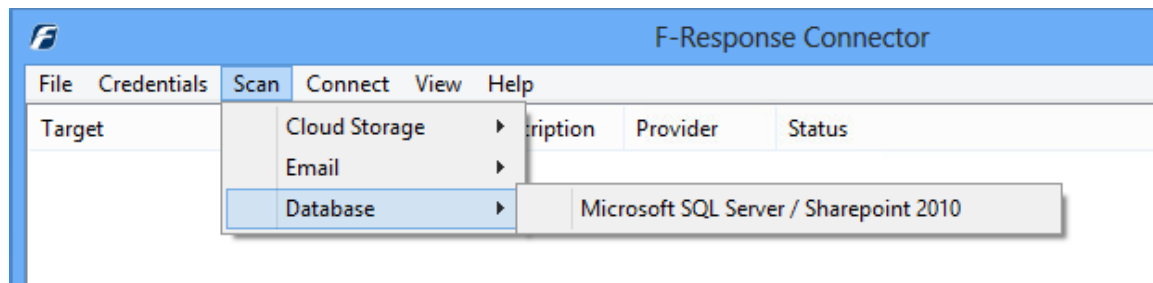 F-Response Connector
File Credentials Scan Connect View Help
Target cription Provider Status
Cloud Storage
Email
Database
Microsoft SQL Server / Sharepoint 2010